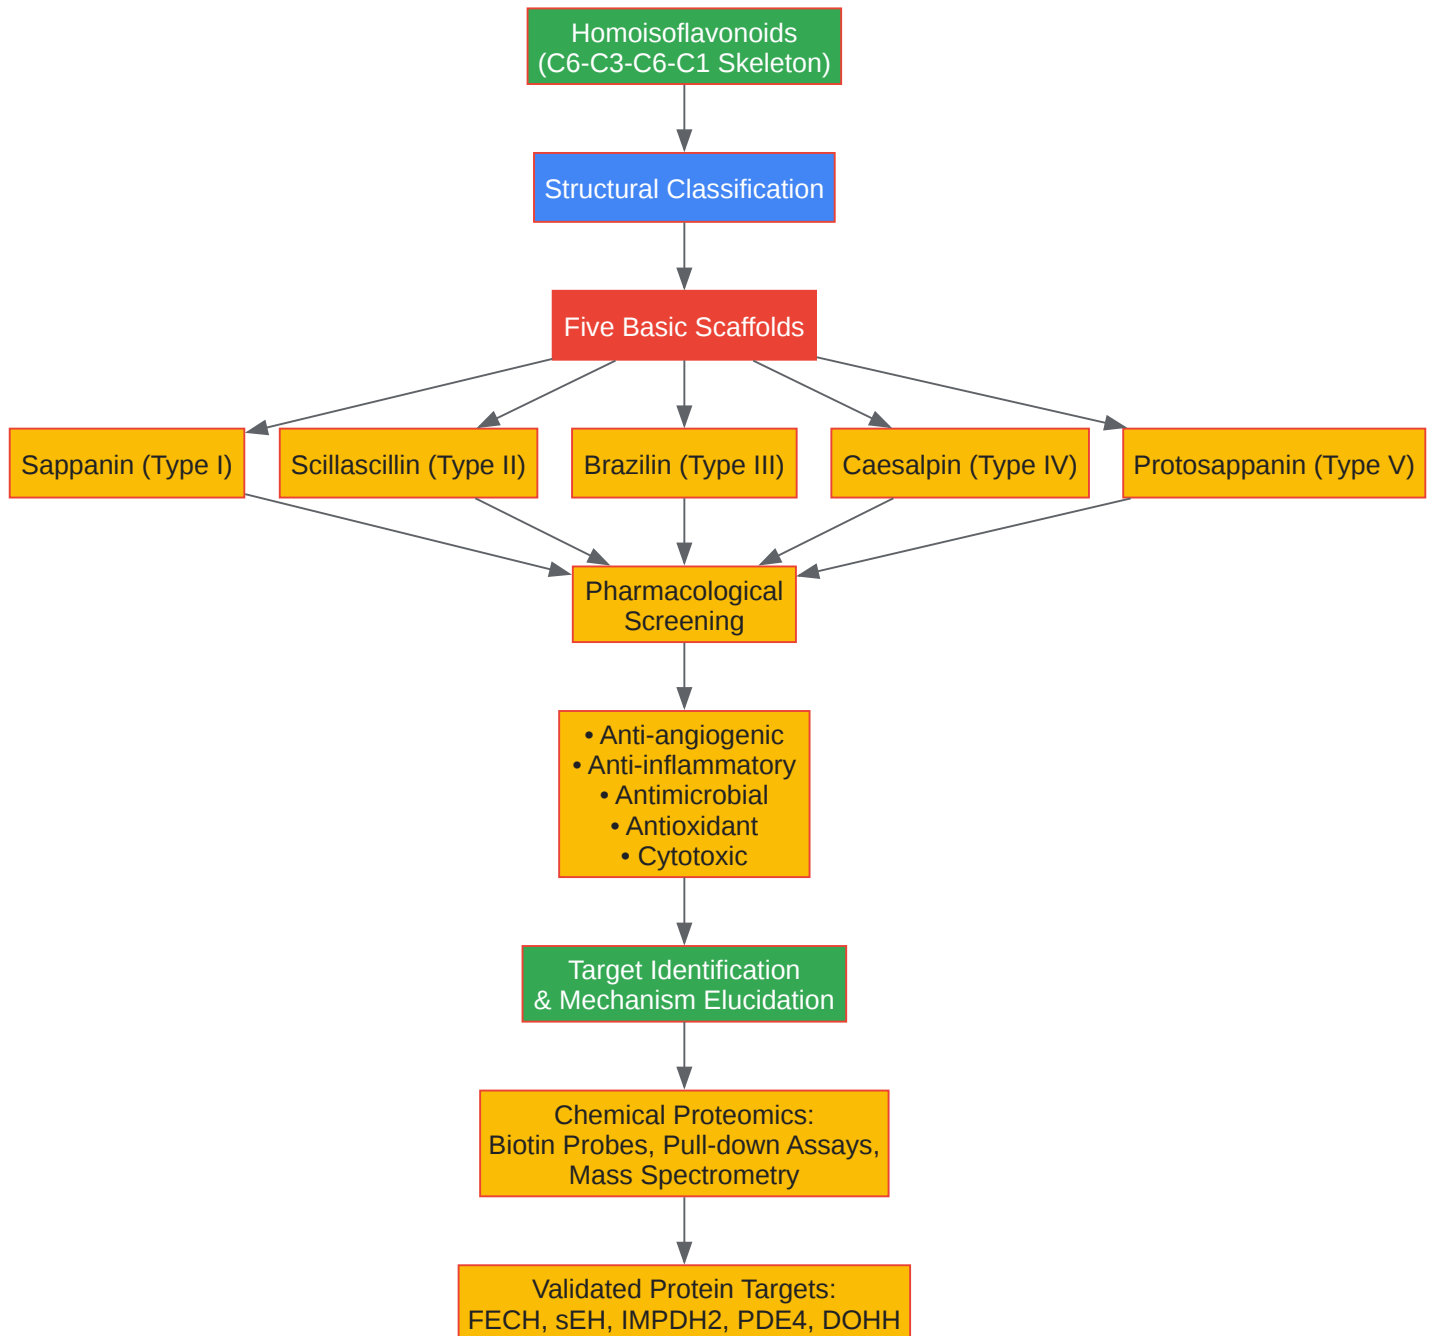 Homoisoflavonoids
(C6-C3-C6-C1 Skeleton)
Structural Classification
Five Basic Scaffolds
Sappanin (Type I)
Scillascillin (Type II)
Brazilin (Type III)
Caesalpin (Type IV)
Protosappanin (Type V)
Pharmacological
Screening
• Anti-angiogenic
• Anti-inflammatory
• Antimicrobial
• Antioxidant
• Cytotoxic
Target Identification
& Mechanism Elucidation
Chemical Proteomics:
Biotin Probes, Pull-down Assays,
Mass Spectrometry
Validated Protein Targets:
FECH, sEH, IMPDH2, PDE4, DOHH